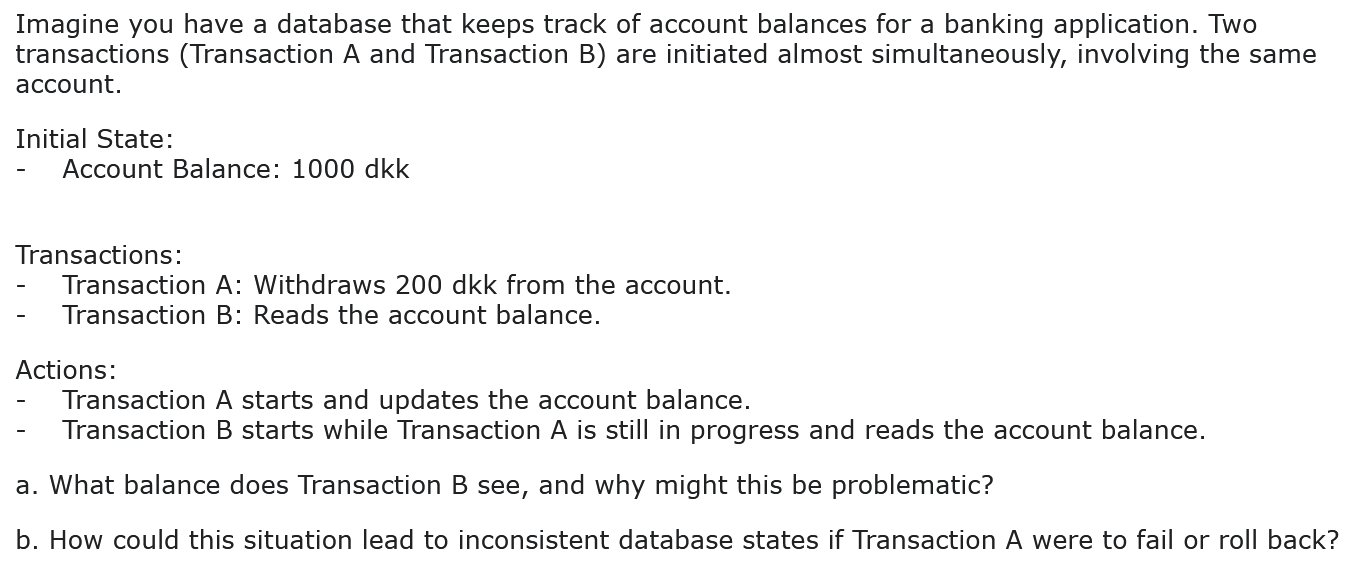 Imagine you have a database that keeps track of account balances for a banking application. Two
transactions (Transaction A and Transaction B) are initiated almost simultaneously, involving the same
account.
Initial State:
- Account Balance: 1000 dkk
Transactions:
- Transaction A: Withdraws 200 dkk from the account.
- Transaction B: Reads the account balance.
Actions:
- Transaction A starts and updates the account balance.
- Transaction B starts while Transaction A is still in progress and reads the account balance.
a. What balance does Transaction B see, and why might this be problematic?
b. How could this situation lead to inconsistent database states if Transaction A were to fail or roll back?